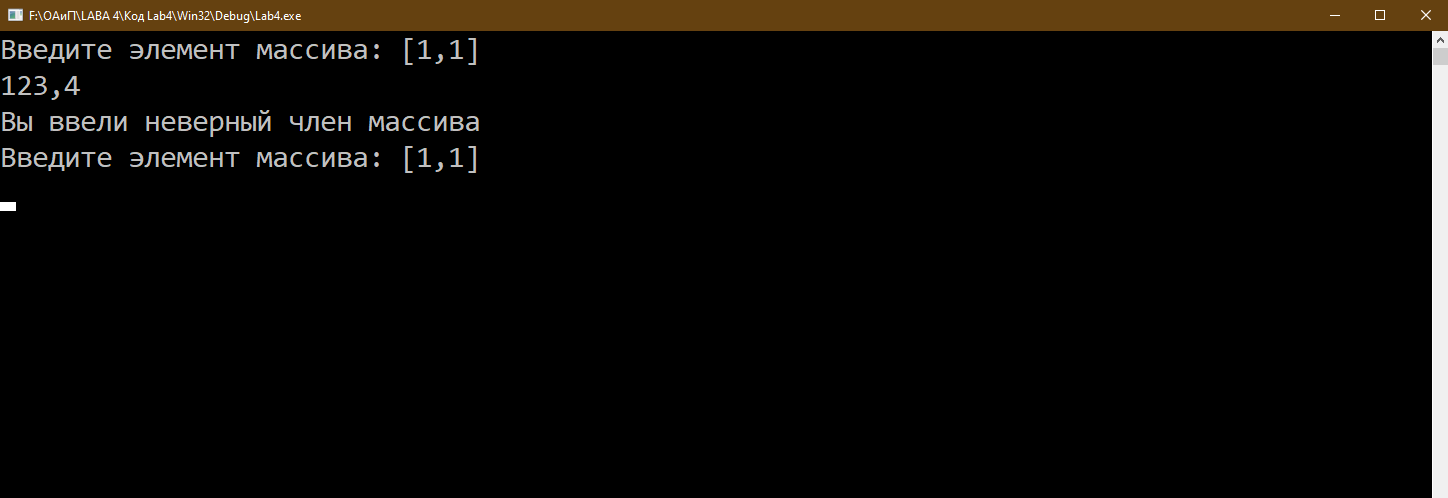 F:\ОАиП\LABA 4\Код Lab4\Win32\Debug\Lab4.exe
Введите элемент массива: [1,1]
123,4
Вы ввели неверный член массива
Введите элемент массива: [1,1]